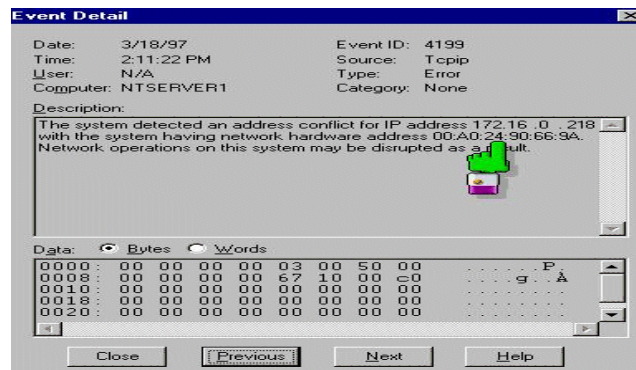 Event Detail
Date: 3/18/97 Event ID: 4199
Time: 2:11:22 PM Source: Tcpip
User: N/A Type: Error
Computer: NTSERVER1 Category: None
Description:
The system detected an address conflict for IP address 172.16 .0 . 218
with the system having network hardware address 00:A0:24:90:66:9A.
Network operations on this system may be disrupted as a
Data: Bytes Words
0000: 00 00 00 00 03 00 50 00 ......P.
0008: 00 00 00 00 67 10 00 c0 ....g..À
0010: 00 00 00 00 00 00 00 00 ........
0018: 00 00 00 00 00 00 00 00 ........
0020: 00 00 00 00 00 00 00 00 ........
Close Previous Next Help